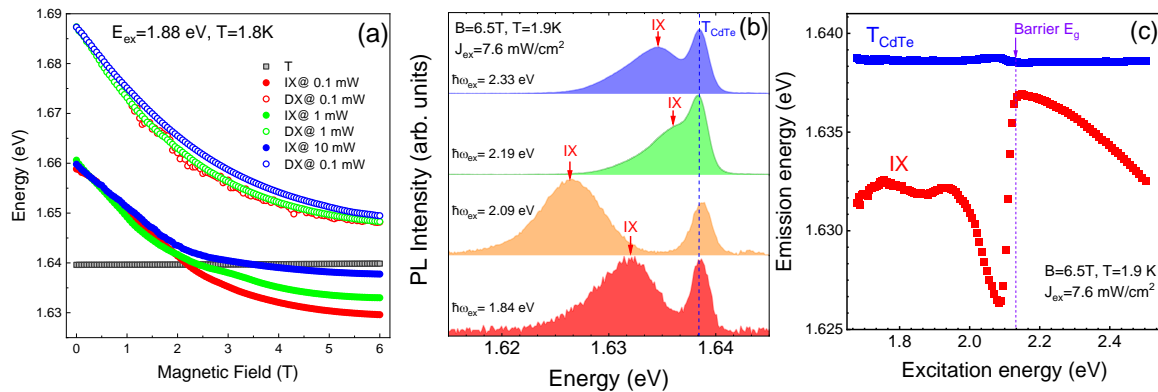 E_ex=1.88 eV, T=1.8K
(a)
T
IX@ 0.1 mW
DX@ 0.1 mW
IX@ 1 mW
DX@ 1 mW
IX@ 10 mW
DX@ 0.1 mW
1.69
1.68
1.67
1.66
1.65
1.64
1.63
Energy (eV)
0
1
2
3
4
5
6
Magnetic Field (T)
B=6.5T, T=1.9K
J_ex=7.6 mW/cm²
(b)
IX
T_CdTe
ħω_ex= 2.33 eV
IX
ħω_ex= 2.19 eV
IX
ħω_ex= 2.09 eV
IX
ħω_ex= 1.84 eV
PL Intensity (arb. units)
1.62
1.63
1.64
Energy (eV)
(c)
T_CdTe
Barrier E_g
IX
B=6.5T, T=1.9 K
J_ex=7.6 mW/cm²
1.640
1.635
1.630
1.625
Emission energy (eV)
1.6
1.8
2.0
2.2
2.4
Excitation energy (eV)